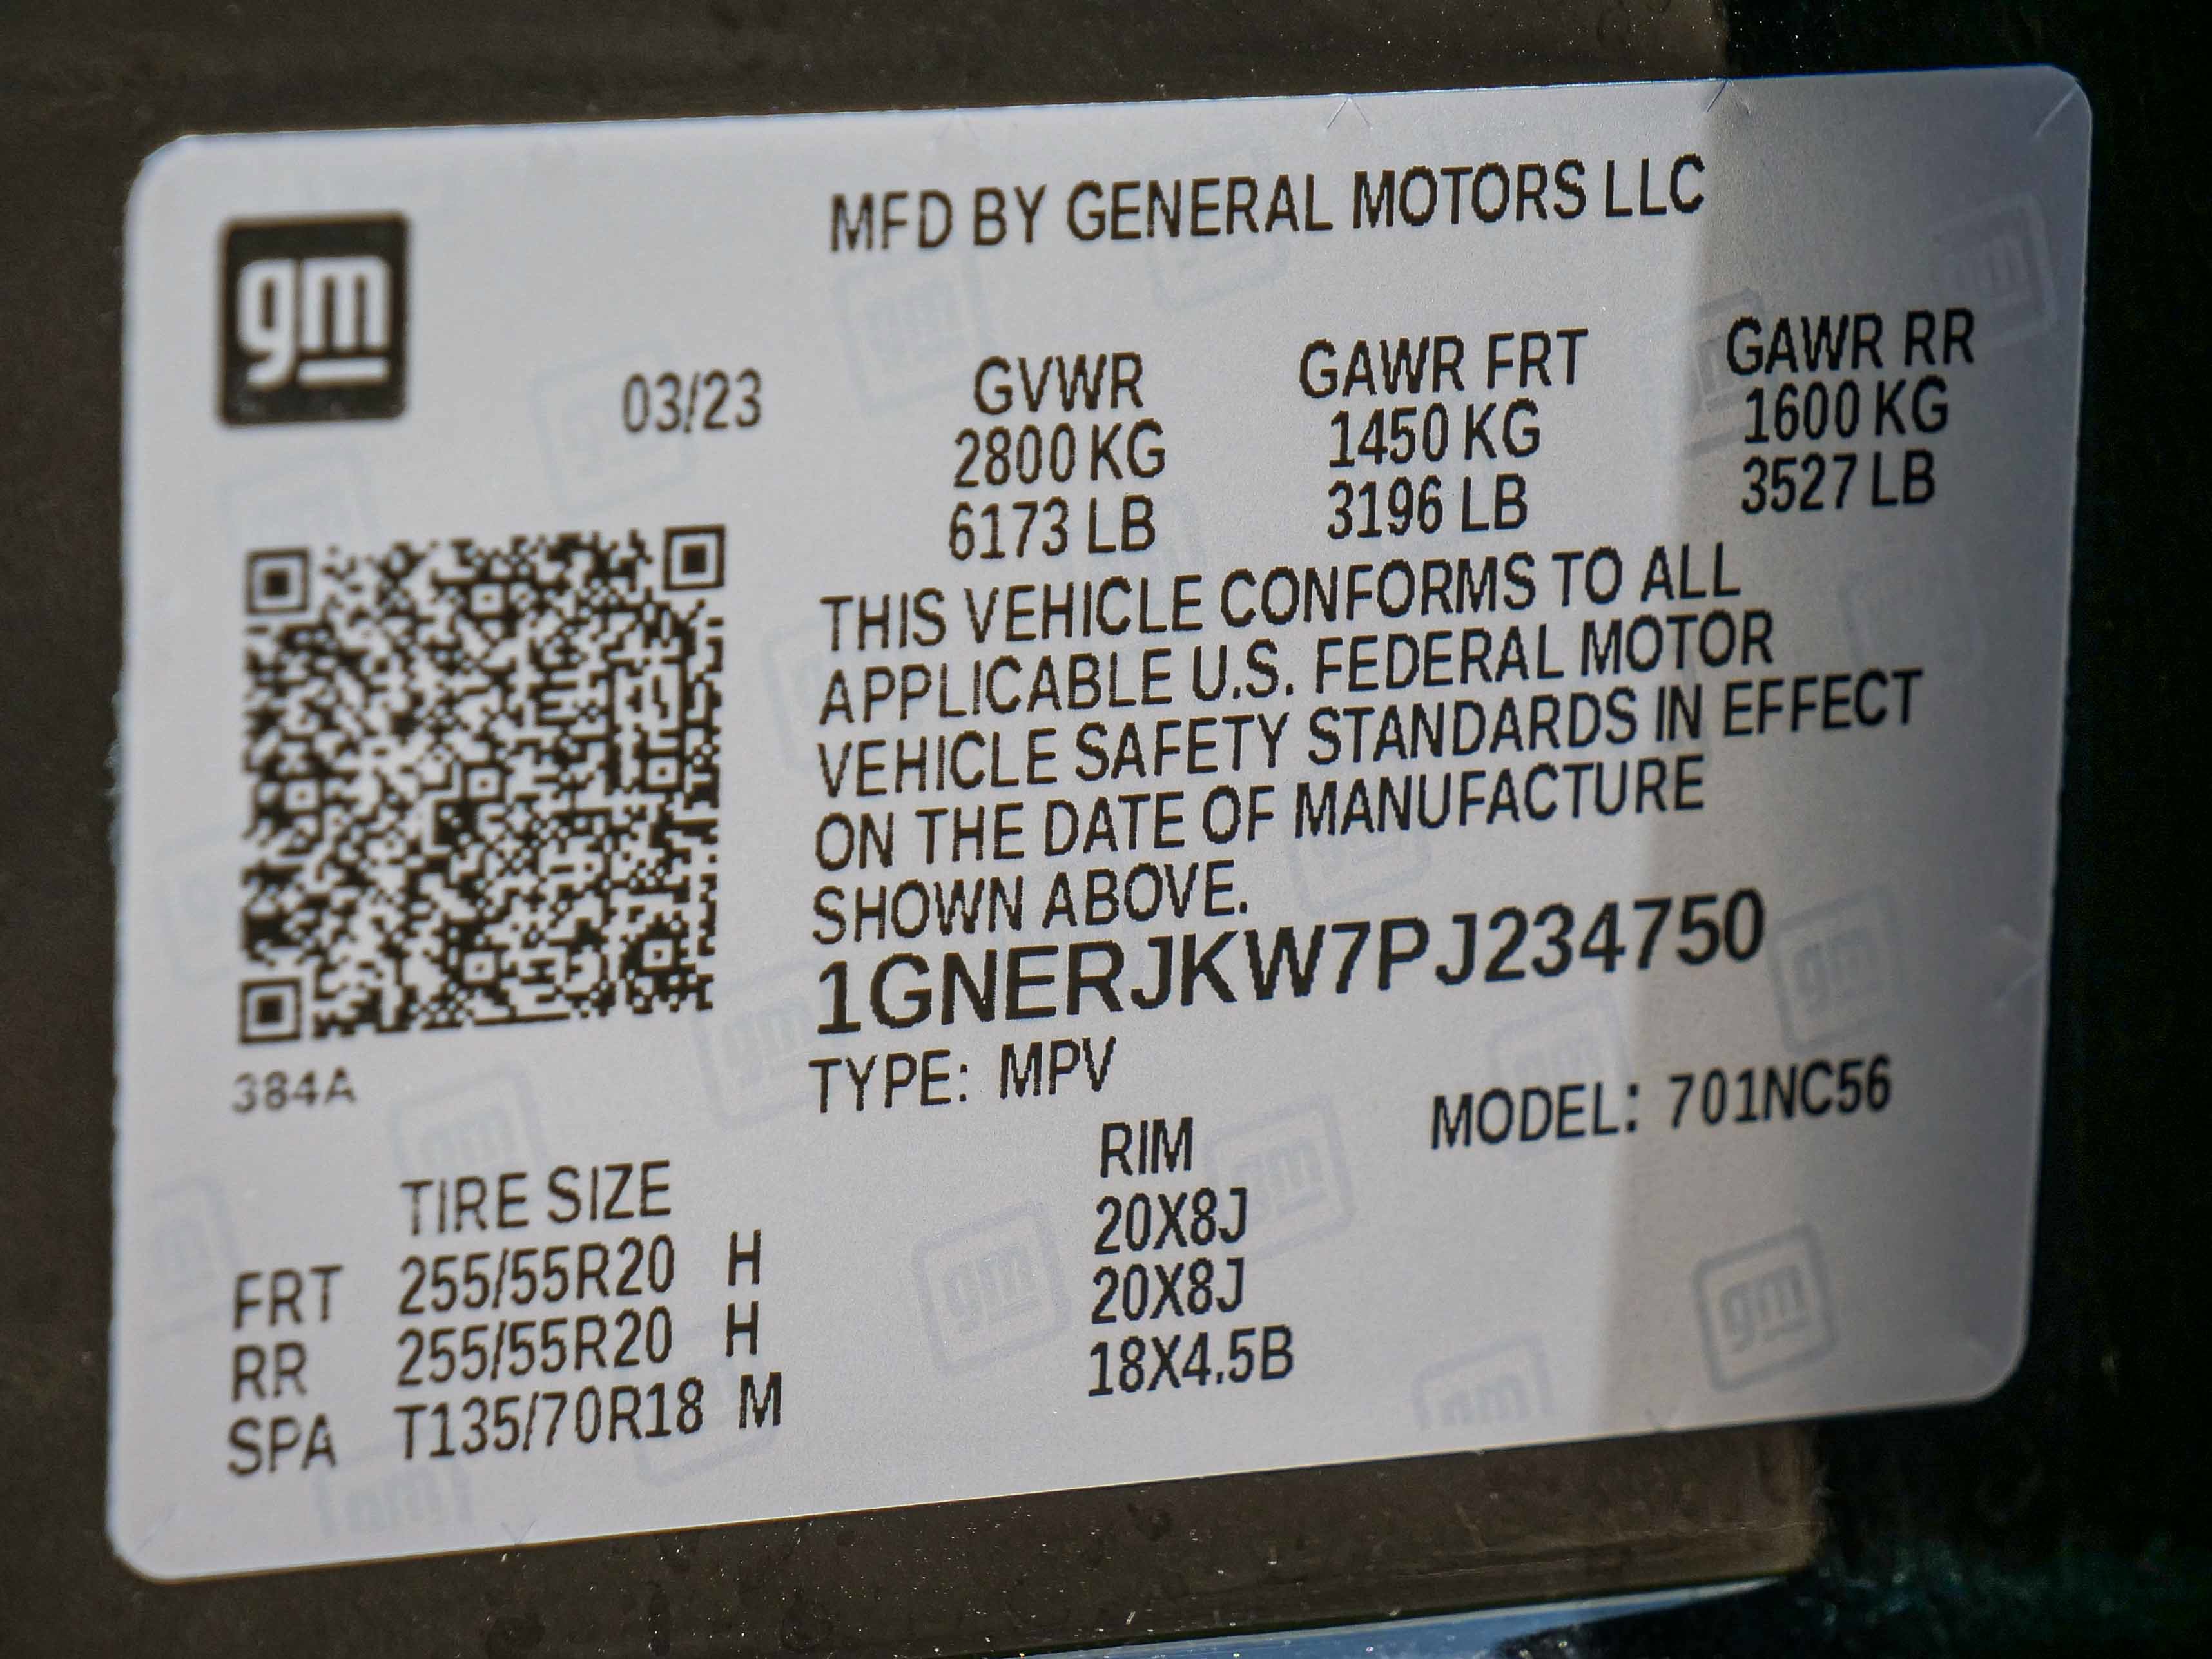 gm
MFD BY GENERAL MOTORS LLC
03/23
GVWR GAWR FRT GAWR RR
2800 KG 1450 KG 1600 KG
6173 LB 3196 LB 3527 LB
THIS VEHICLE CONFORMS TO ALL
APPLICABLE U.S. FEDERAL MOTOR
VEHICLE SAFETY STANDARDS IN EFFECT
ON THE DATE OF MANUFACTURE
SHOWN ABOVE.
1GNERJKW7PJ234750
384A
TYPE: MPV MODEL: 701NC56
TIRE SIZE RIM
FRT 255/55R20 H 20X8J
RR 255/55R20 H 20X8J
SPA T135/70R18 M 18X4.5B